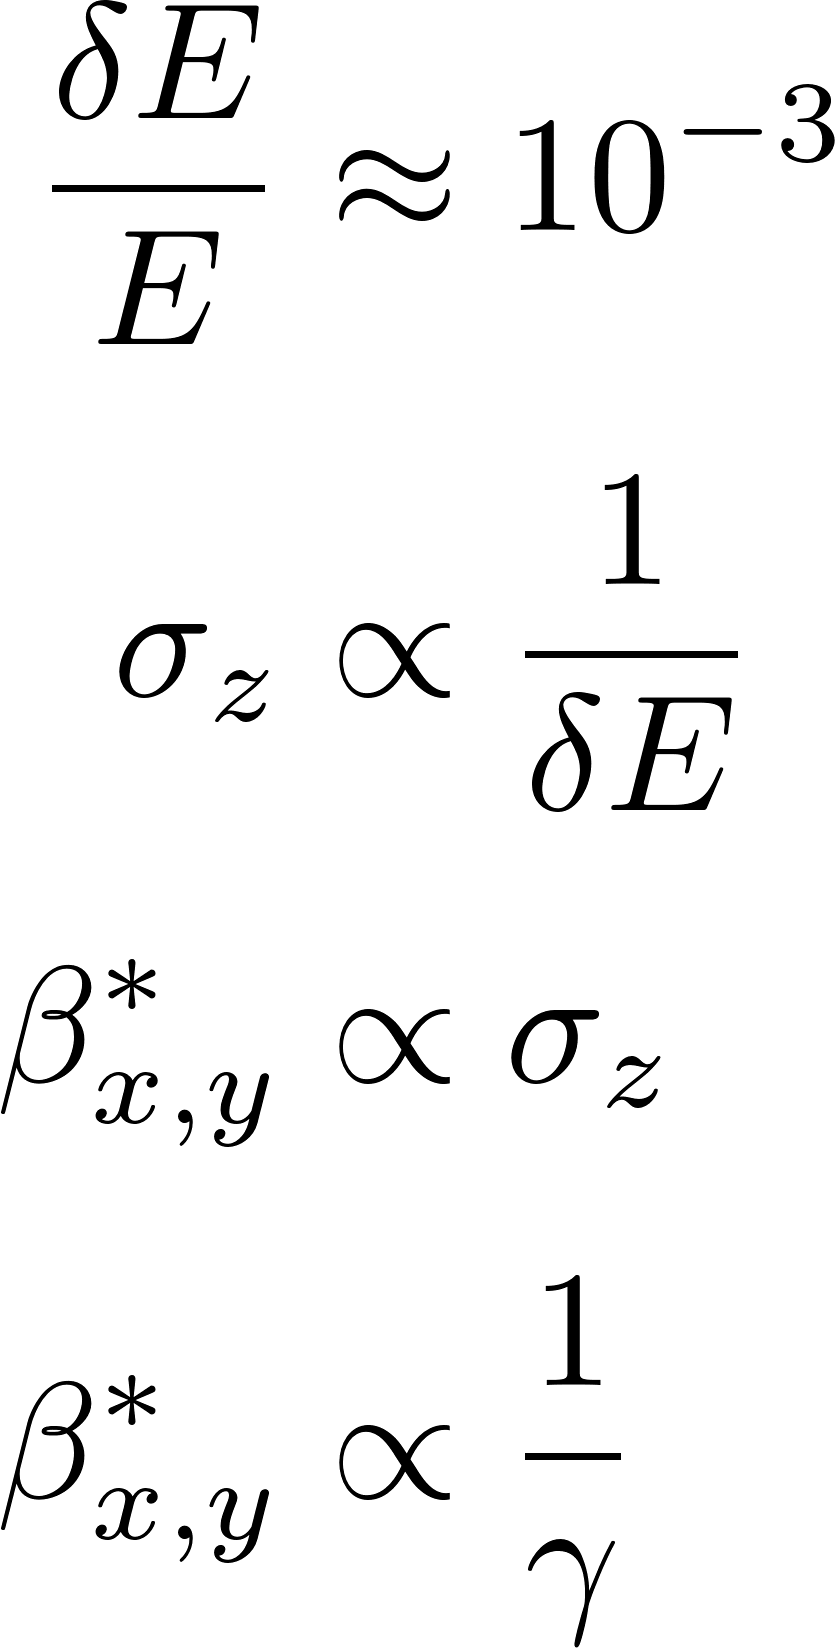 δE/E ≈ 10⁻³
σ_z ∝ 1/δE
β*_{x,y} ∝ σ_z
β*_{x,y} ∝ 1/γ